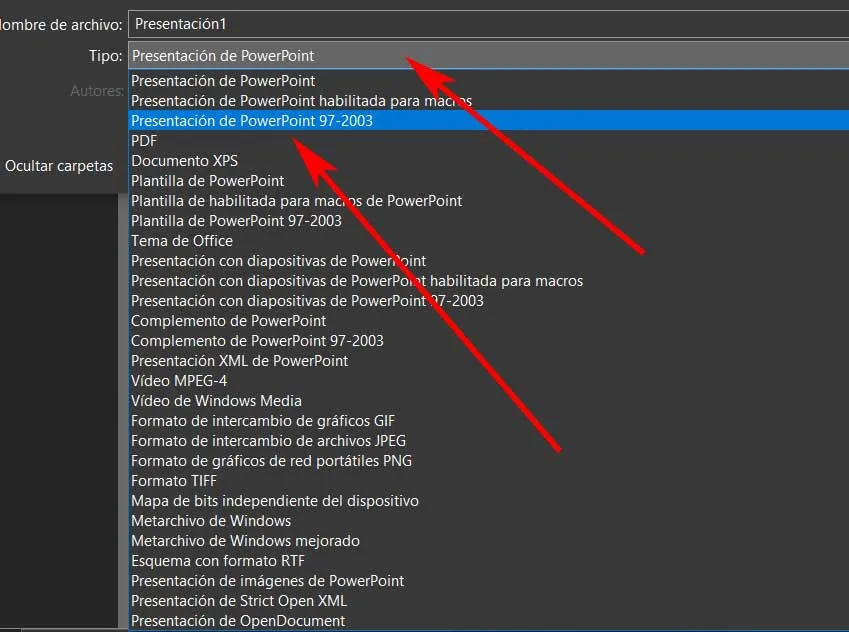 ombre de archivo: Presentación1
Tipo: Presentación de PowerPoint
Autores:
Presentación de PowerPoint
Presentación de PowerPoint habilitada para macros
Presentación de PowerPoint 97-2003
PDF
Ocultar carpetas
Documento XPS
Plantilla de PowerPoint
Plantilla de habilitada para macros de PowerPoint
Plantilla de PowerPoint 97-2003
Tema de Office
Presentación con diapositivas de PowerPoint
Presentación con diapositivas de PowerPoint habilitada para macros
Presentación con diapositivas de PowerPoint 97-2003
Complemento de PowerPoint
Complemento de PowerPoint 97-2003
Presentación XML de PowerPoint
Vídeo MPEG-4
Vídeo de Windows Media
Formato de intercambio de gráficos GIF
Formato de intercambio de archivos JPEG
Formato de gráficos de red portátiles PNG
Formato TIFF
Mapa de bits independiente del dispositivo
Metarchivo de Windows
Metarchivo de Windows mejorado
Esquema con formato RTF
Presentación de imágenes de PowerPoint
Presentación de Strict Open XML
Presentación de OpenDocument